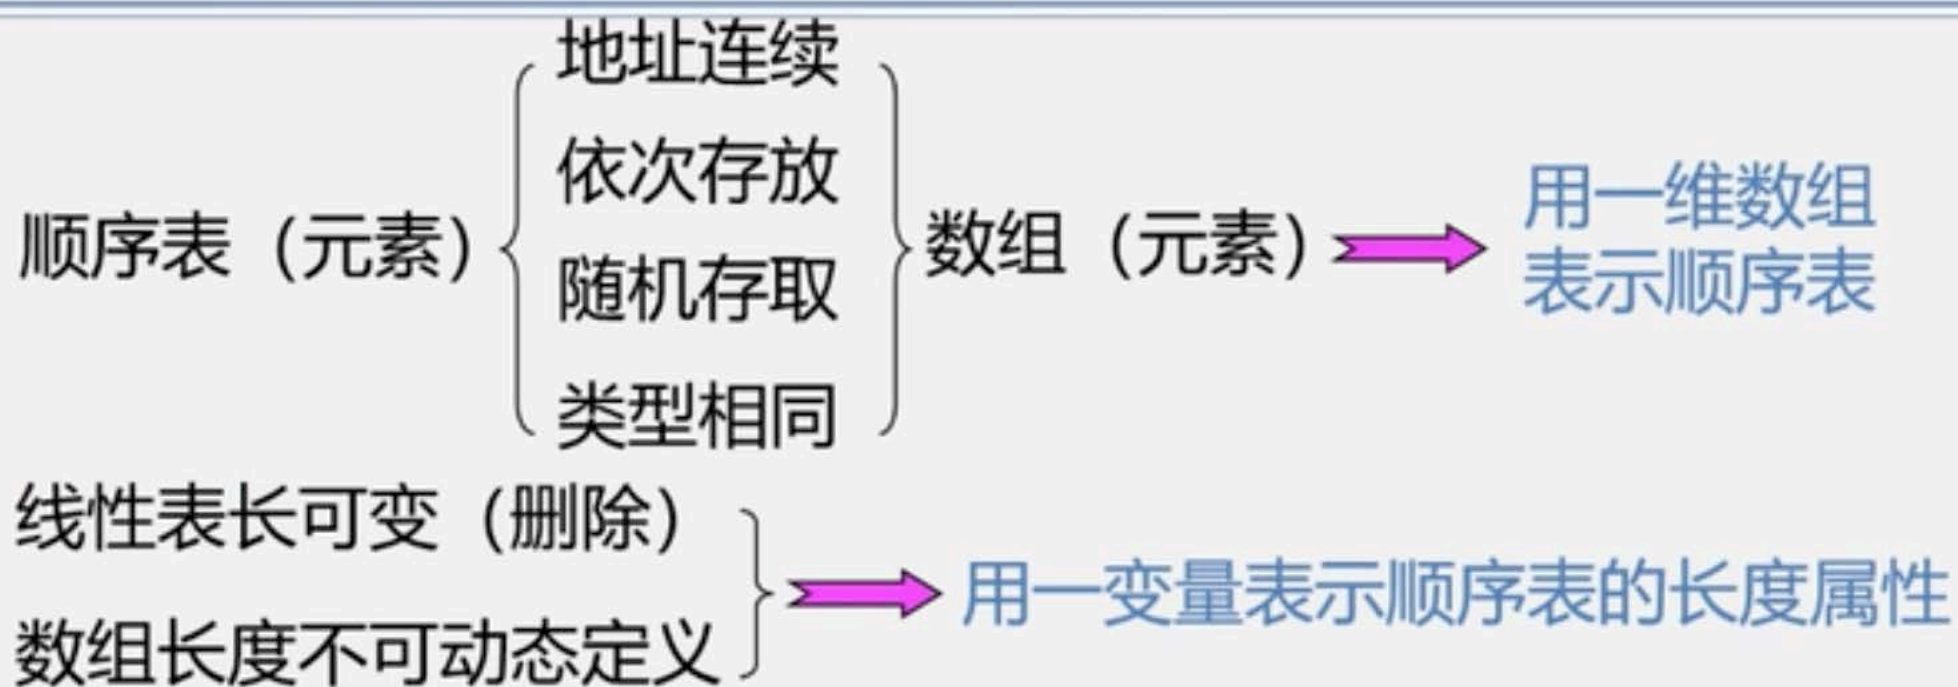 地址连续
依次存放
顺序表（元素）
随机存取
类型相同
数组（元素）
用一维数组
表示顺序表
线性表长可变（删除）
数组长度不可动态定义
用一变量表示顺序表的长度属性